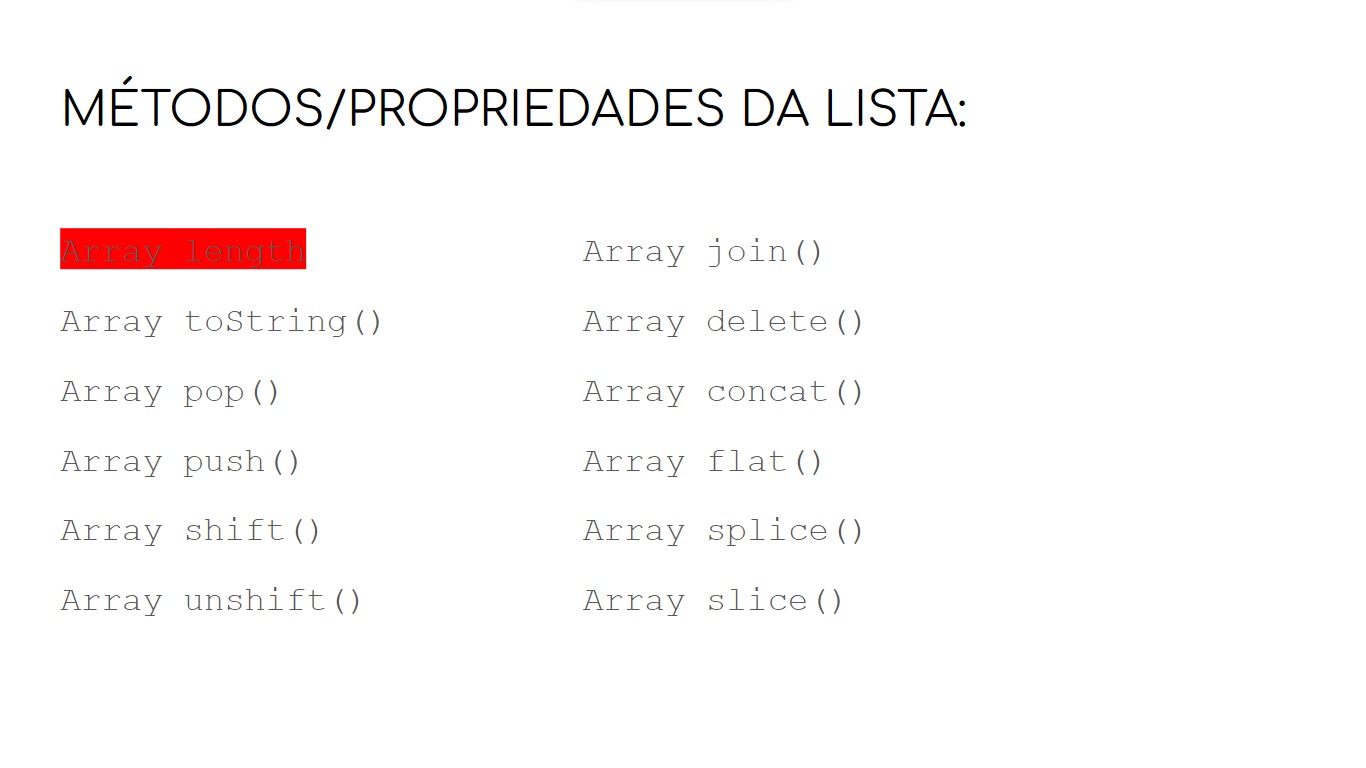 MÉTODOS/PROPRIEDADES DA LISTA:
Array length
Array toString()
Array pop()
Array push()
Array shift()
Array unshift()
Array join()
Array delete()
Array concat()
Array flat()
Array splice()
Array slice()